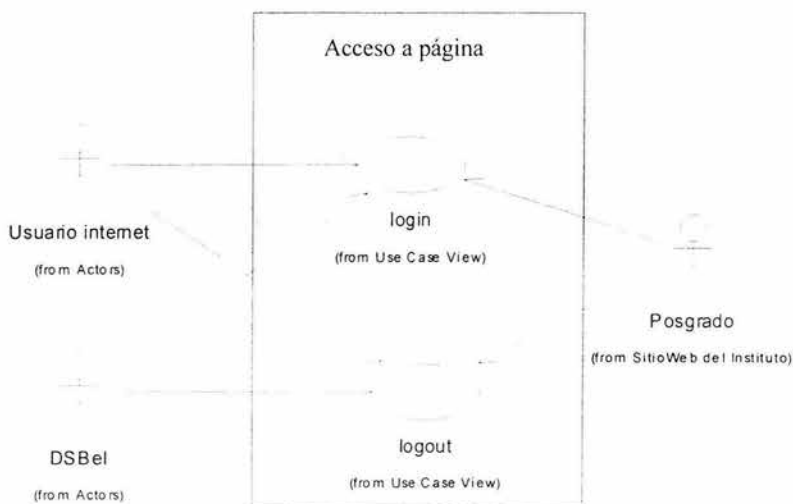 Acceso a página
login
(from Use Case View)
Usuario internet
(from Actors)
Posgrado
(from SitioWeb del Instituto)
logout
(from Use Case View)
DSBel
(from Actors)